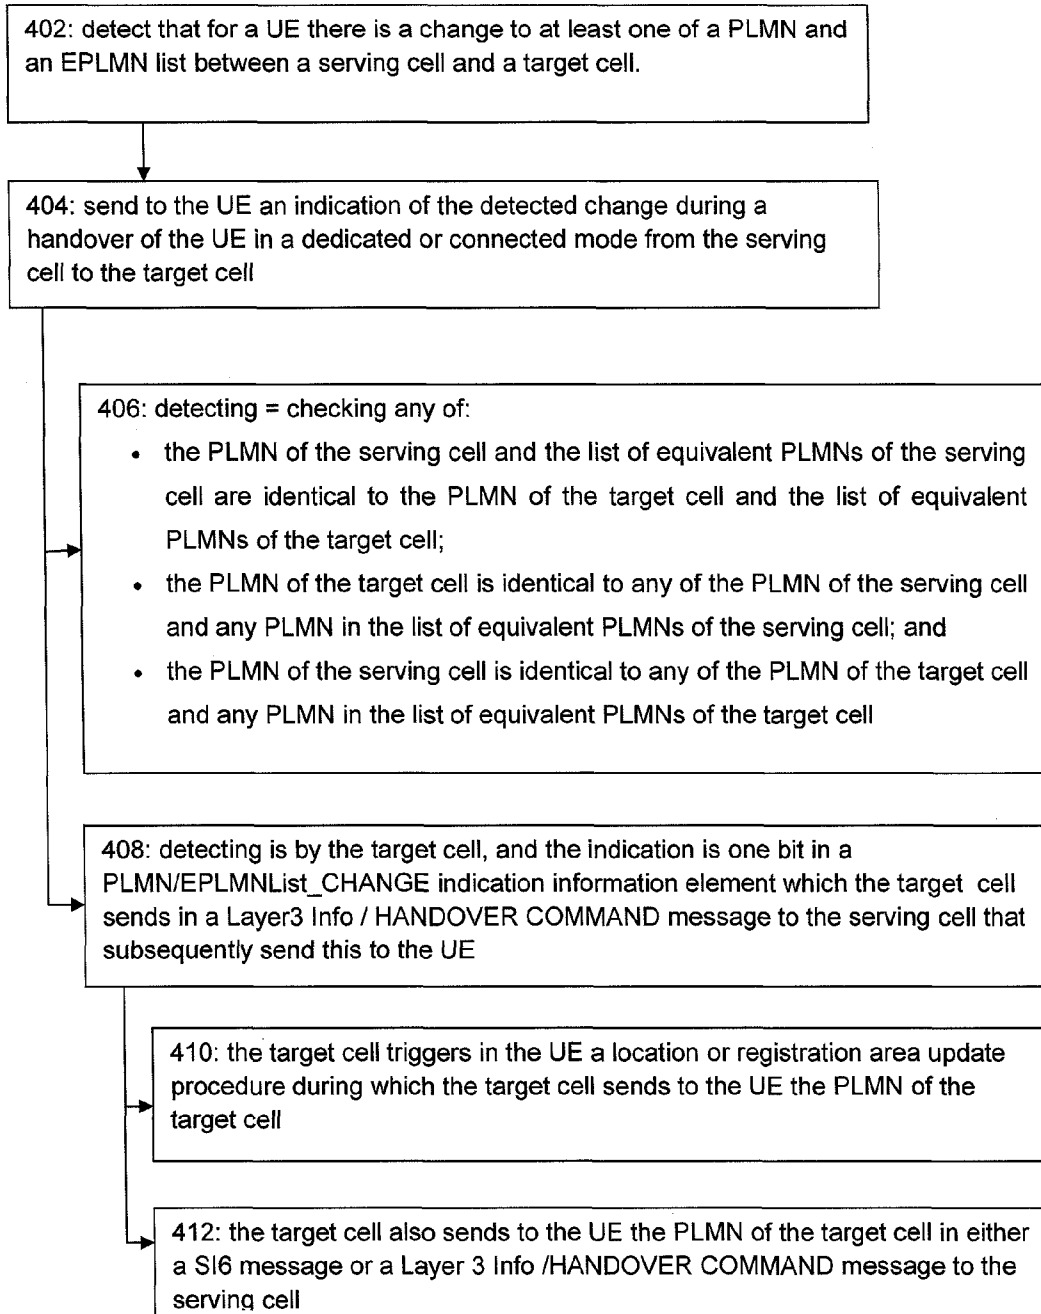 402: detect that for a UE there is a change to at least one of a PLMN and
an EPLMN list between a serving cell and a target cell.
404: send to the UE an indication of the detected change during a
handover of the UE in a dedicated or connected mode from the serving
cell to the target cell
406: detecting = checking any of:
• the PLMN of the serving cell and the list of equivalent PLMNs of the serving
cell are identical to the PLMN of the target cell and the list of equivalent
PLMNs of the target cell;
• the PLMN of the target cell is identical to any of the PLMN of the serving cell
and any PLMN in the list of equivalent PLMNs of the serving cell; and
• the PLMN of the serving cell is identical to any of the PLMN of the target cell
and any PLMN in the list of equivalent PLMNs of the target cell
408: detecting is by the target cell, and the indication is one bit in a
PLMN/EPLMNList_CHANGE indication information element which the target cell
sends in a Layer3 Info / HANDOVER COMMAND message to the serving cell that
subsequently send this to the UE
410: the target cell triggers in the UE a location or registration area update
procedure during which the target cell sends to the UE the PLMN of the
target cell
412: the target cell also sends to the UE the PLMN of the target cell in either
a SI6 message or a Layer 3 Info /HANDOVER COMMAND message to the
serving cell